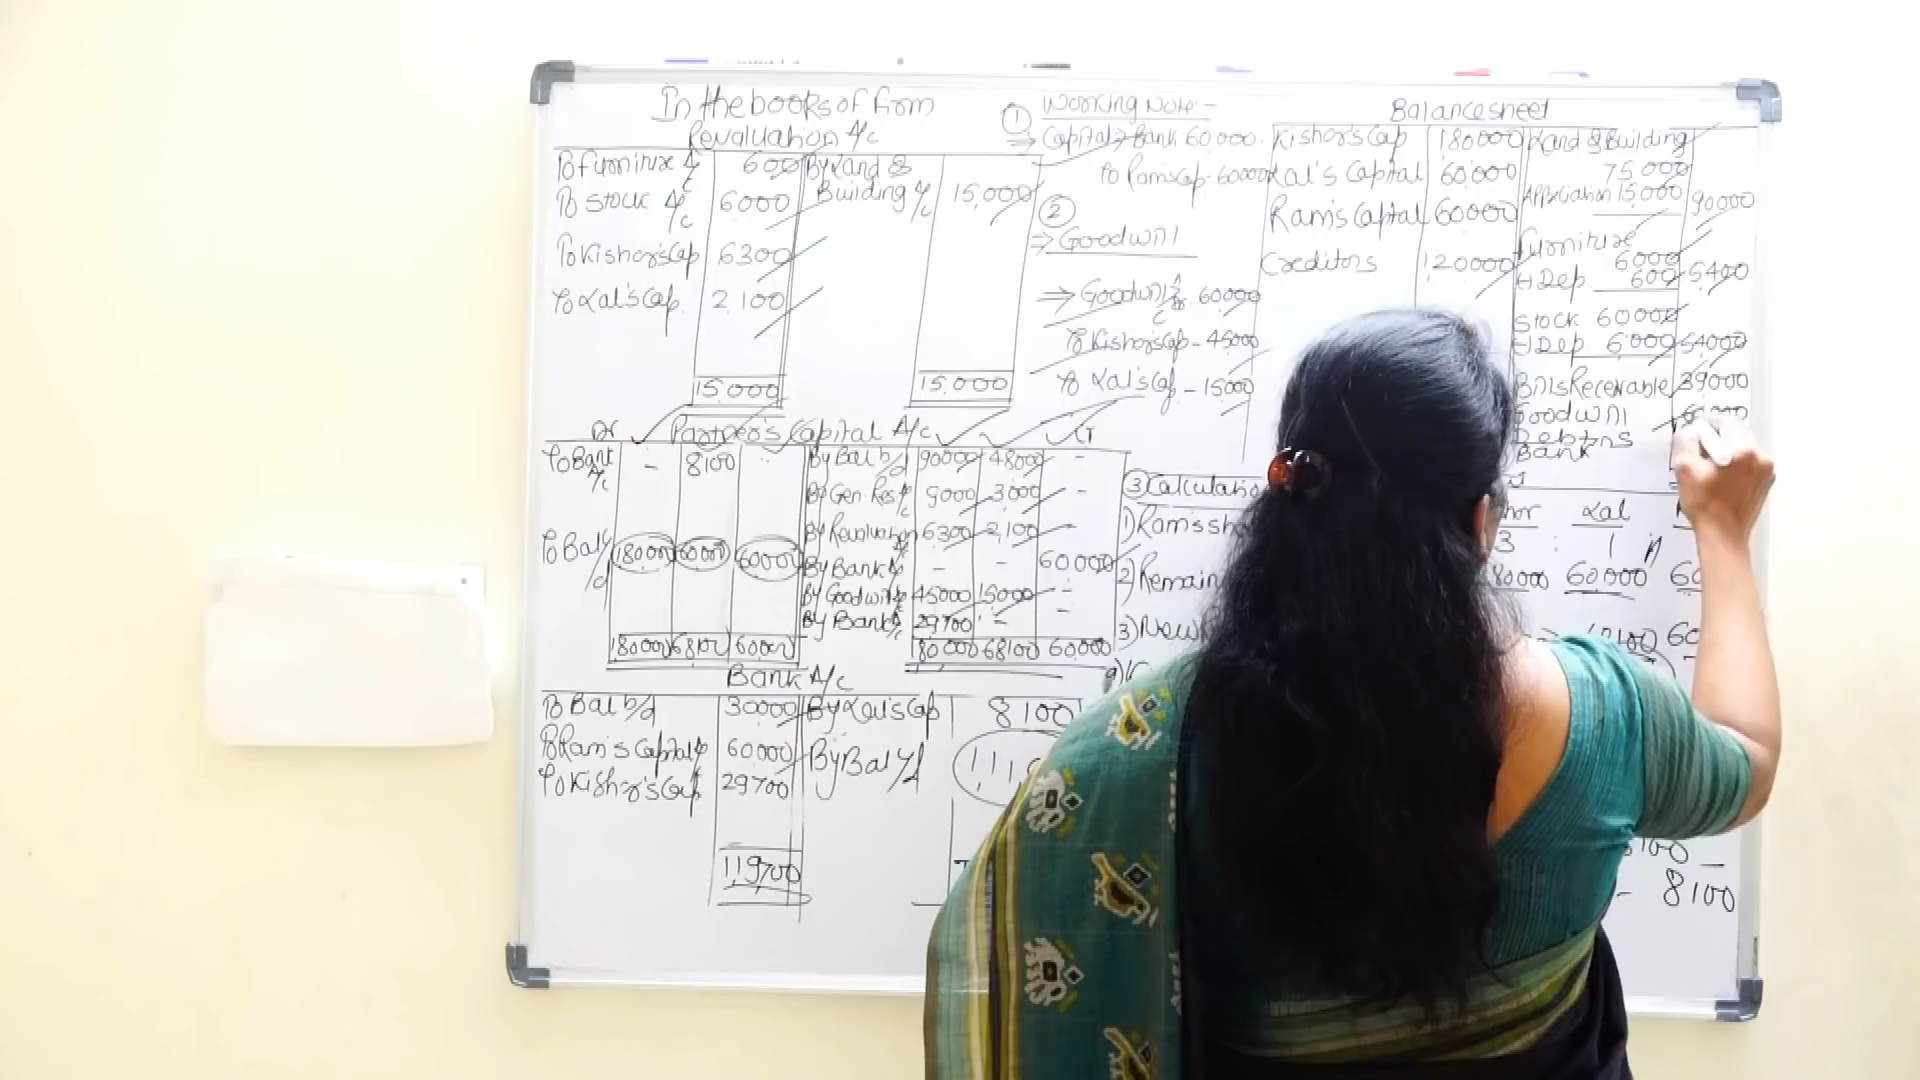 In the books of firm
Revaluation A/c
To Furniture A/c 600 By Land &
Building A/c 15,000
To Stock A/c 6000
To Kishor's Cap 6300
To Lal's Cap. 2,100
15,000 15,000
Dr Partner's Capital A/c Cr
To Bank A/c - 8100 By Bal b/d 90000 48000 -
By Gen. Res A/c 9000 3000 -
By Revaluation A/c 6300 2,100 -
To Bal c/d 180000 60000 60000 By Bank A/c - - 60000
By Goodwill A/c 45000 15000 -
By Bank A/c 29700 - -
180000 68100 60000 180000 68100 60000
Bank A/c
To Bal b/d 30000 By Lal's Cap 8100
To Ram's Capital A/c 60000 By Bal c/d
To Kishor's Cap 29700
119700
① Working Note:-
⇒ Capital → Bank 60,000.
To Ram's Cap - 60000
②
⇒ Goodwill
⇒ Goodwill A/c Dr 60000
To Kishor's Cap - 45000
To Lal's Cap - 15000
③ Calculation
1) Ram's
2) Remain
3) New
Lal
3 : 1
60,000
8100
Balance sheet
Kishor's Cap 180000 Land & Building
75,000
Lal's Capital 60000 Appreciation 15,000 90000
Ram's Capital 60000
Furniture
6000
Creditors 120000 (-) Dep 600 5400
Stock 60000
(-) Dep 6,000 54000
Bills Receivable 39000
Goodwill
Debtors
Bank